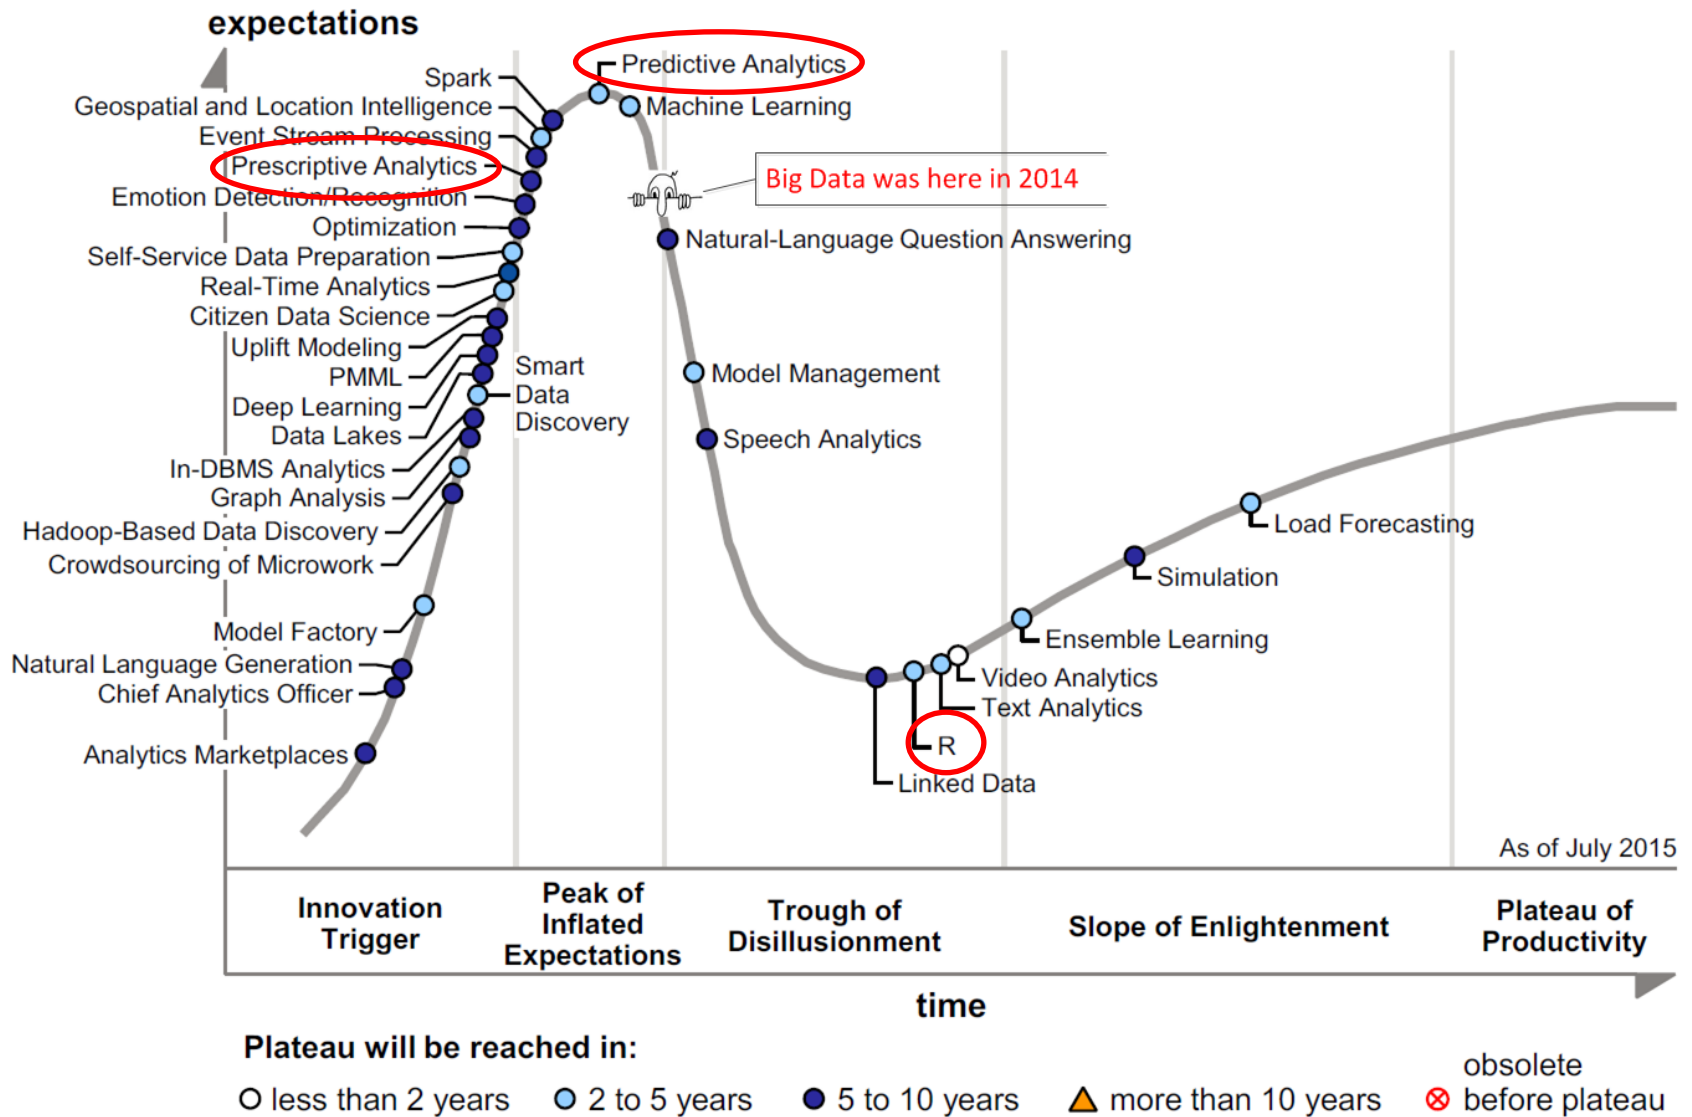 expectations
Predictive Analytics
Spark
Geospatial and Location Intelligence
Machine Learning
Event Stream Processing
Prescriptive Analytics
Big Data was here in 2014
Emotion Detection/Recognition
Optimization
Natural-Language Question Answering
Self-Service Data Preparation
Real-Time Analytics
Citizen Data Science
Uplift Modeling
Smart
Data
Discovery
PMML
Model Management
Deep Learning
Data Lakes
Speech Analytics
In-DBMS Analytics
Graph Analysis
Hadoop-Based Data Discovery
Load Forecasting
Crowdsourcing of Microwork
Simulation
Model Factory
Ensemble Learning
Natural Language Generation
Video Analytics
Chief Analytics Officer
Text Analytics
R
Analytics Marketplaces
Linked Data
As of July 2015
Innovation
Trigger
Peak of
Inflated
Expectations
Trough of
Disillusionment
Slope of Enlightenment
Plateau of
Productivity
time
Plateau will be reached in:
less than 2 years
2 to 5 years
5 to 10 years
more than 10 years
obsolete
before plateau